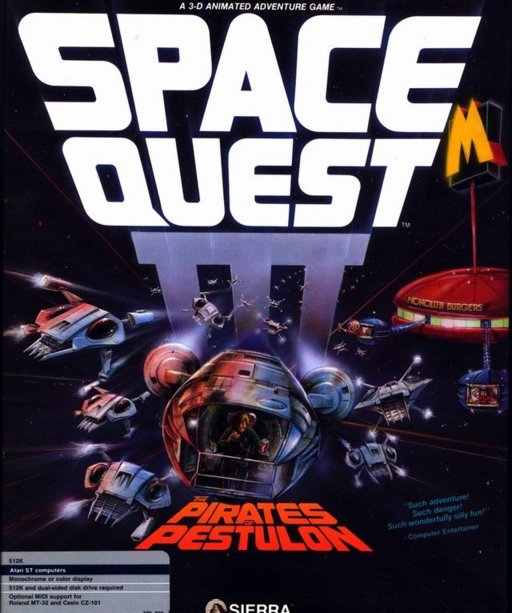 A 3-D ANIMATED ADVENTURE GAME™
SPACE
QUEST™
III
M
MONOLITH BURGERS
THE
PIRATES
OF
PESTULON
"Such adventure!
Such danger!
Such wonderfully silly fun!"
- Computer Entertainer
512K
Atari ST computers
Monochrome or color display
512K and dual-sided disk drive required
Optional MIDI support for
Roland MT-32 and Casio CZ-101
SIERRA